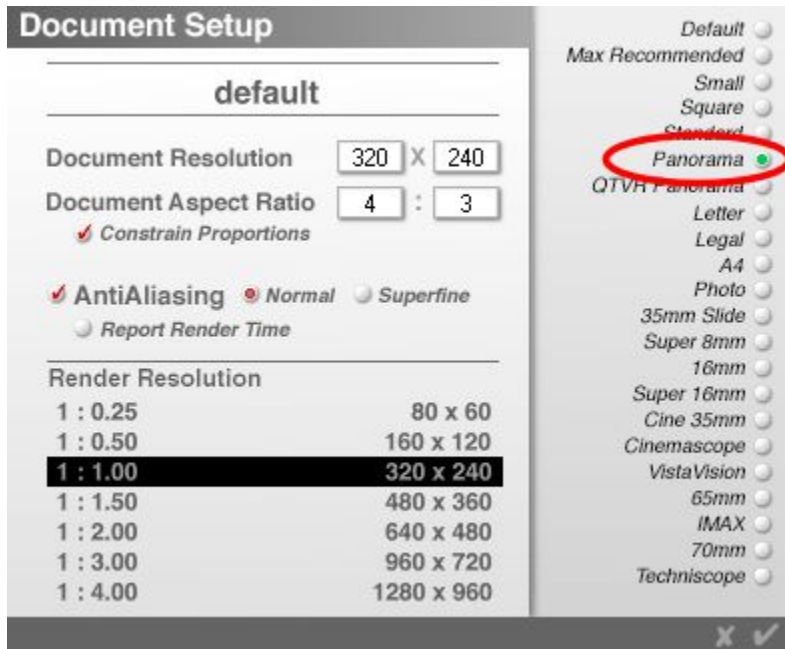 Document Setup
default
Document Resolution 320 X 240
Document Aspect Ratio 4 : 3
Constrain Proportions
AntiAliasing Normal Superfine
Report Render Time
Render Resolution
1 : 0.25 80 x 60
1 : 0.50 160 x 120
1 : 1.00 320 x 240
1 : 1.50 480 x 360
1 : 2.00 640 x 480
1 : 3.00 960 x 720
1 : 4.00 1280 x 960
Default
Max Recommended
Small
Square
Standard
Panorama
QTVR Panorama
Letter
Legal
A4
Photo
35mm Slide
Super 8mm
16mm
Super 16mm
Cine 35mm
Cinemascope
VistaVision
65mm
IMAX
70mm
Techniscope